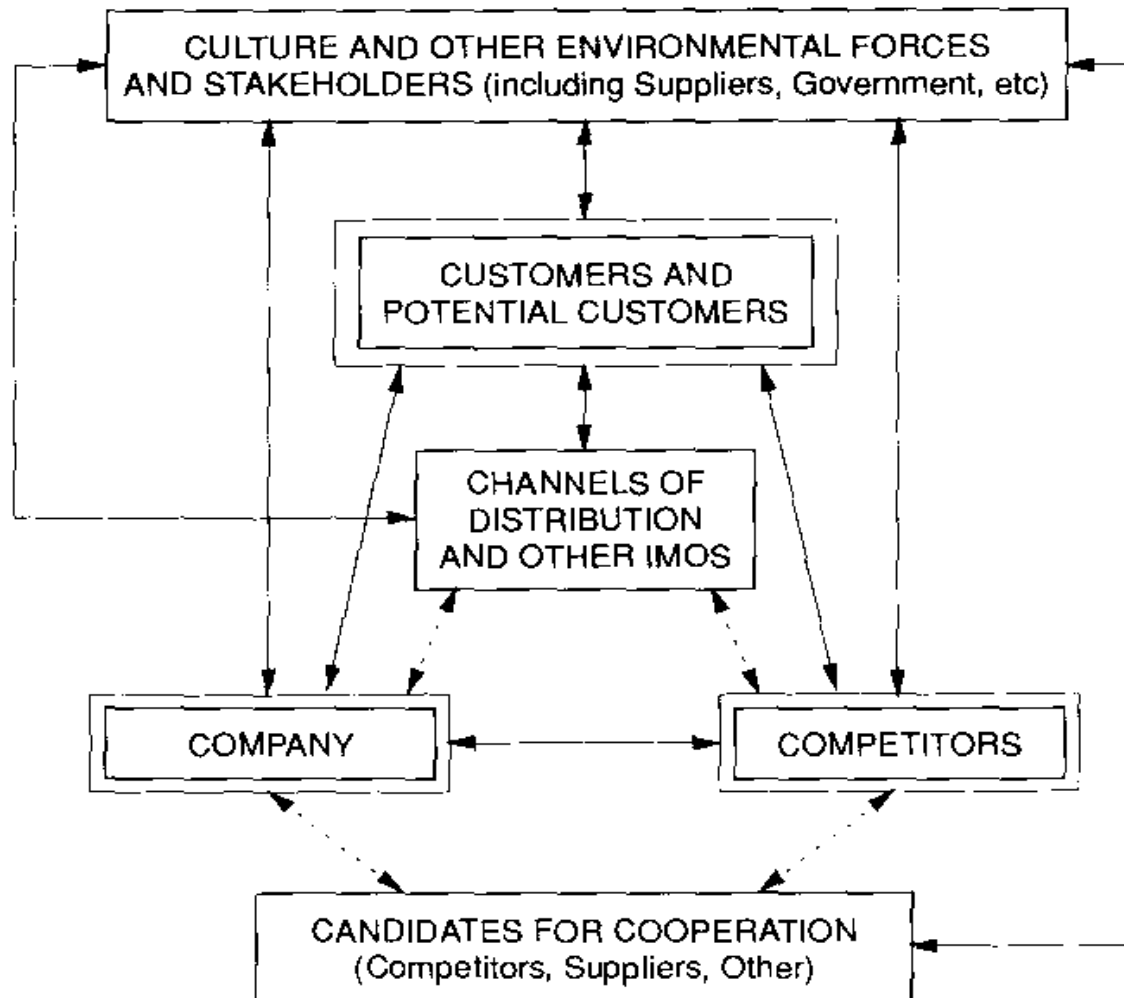 CULTURE AND OTHER ENVIRONMENTAL FORCES
AND STAKEHOLDERS (including Suppliers, Government, etc)
CUSTOMERS AND
POTENTIAL CUSTOMERS
CHANNELS OF
DISTRIBUTION
AND OTHER IMOS
COMPANY
COMPETITORS
CANDIDATES FOR COOPERATION
(Competitors, Suppliers, Other)